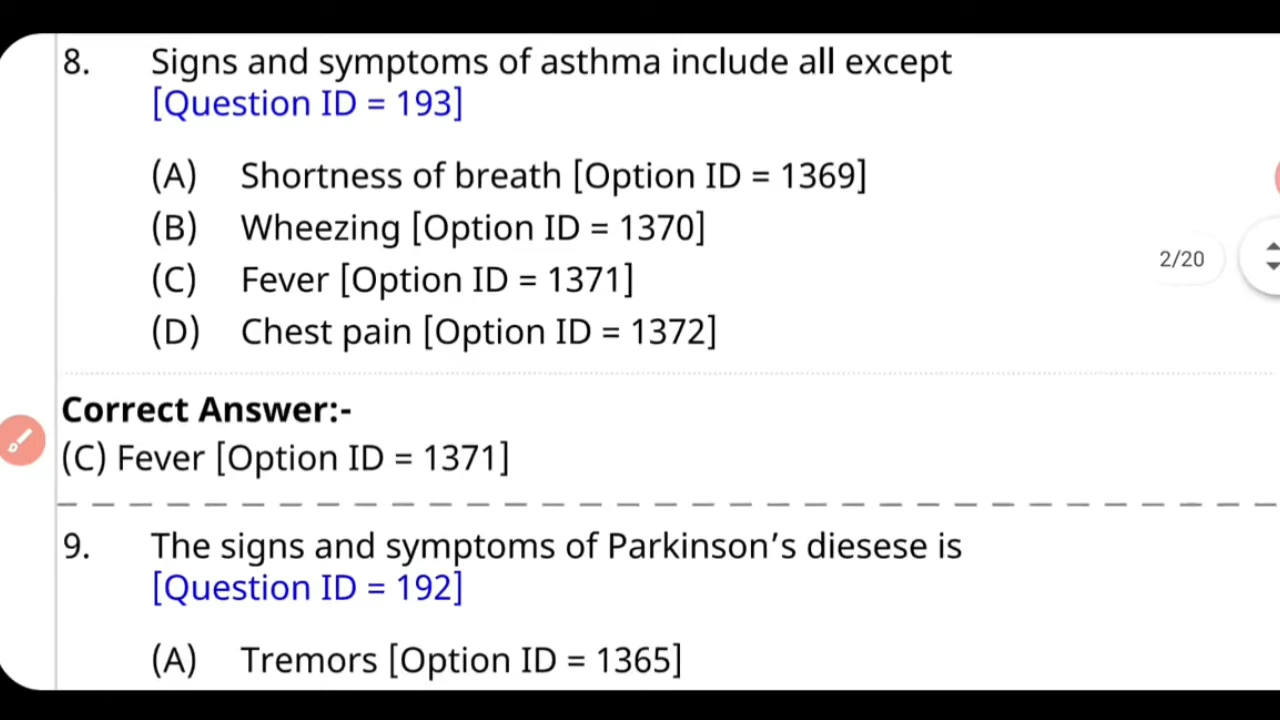 8. Signs and symptoms of asthma include all except
[Question ID = 193]
(A) Shortness of breath [Option ID = 1369]
(B) Wheezing [Option ID = 1370]
(C) Fever [Option ID = 1371]
(D) Chest pain [Option ID = 1372]
2/20
Correct Answer:-
(C) Fever [Option ID = 1371]
9. The signs and symptoms of Parkinson’s diesese is
[Question ID = 192]
(A) Tremors [Option ID = 1365]